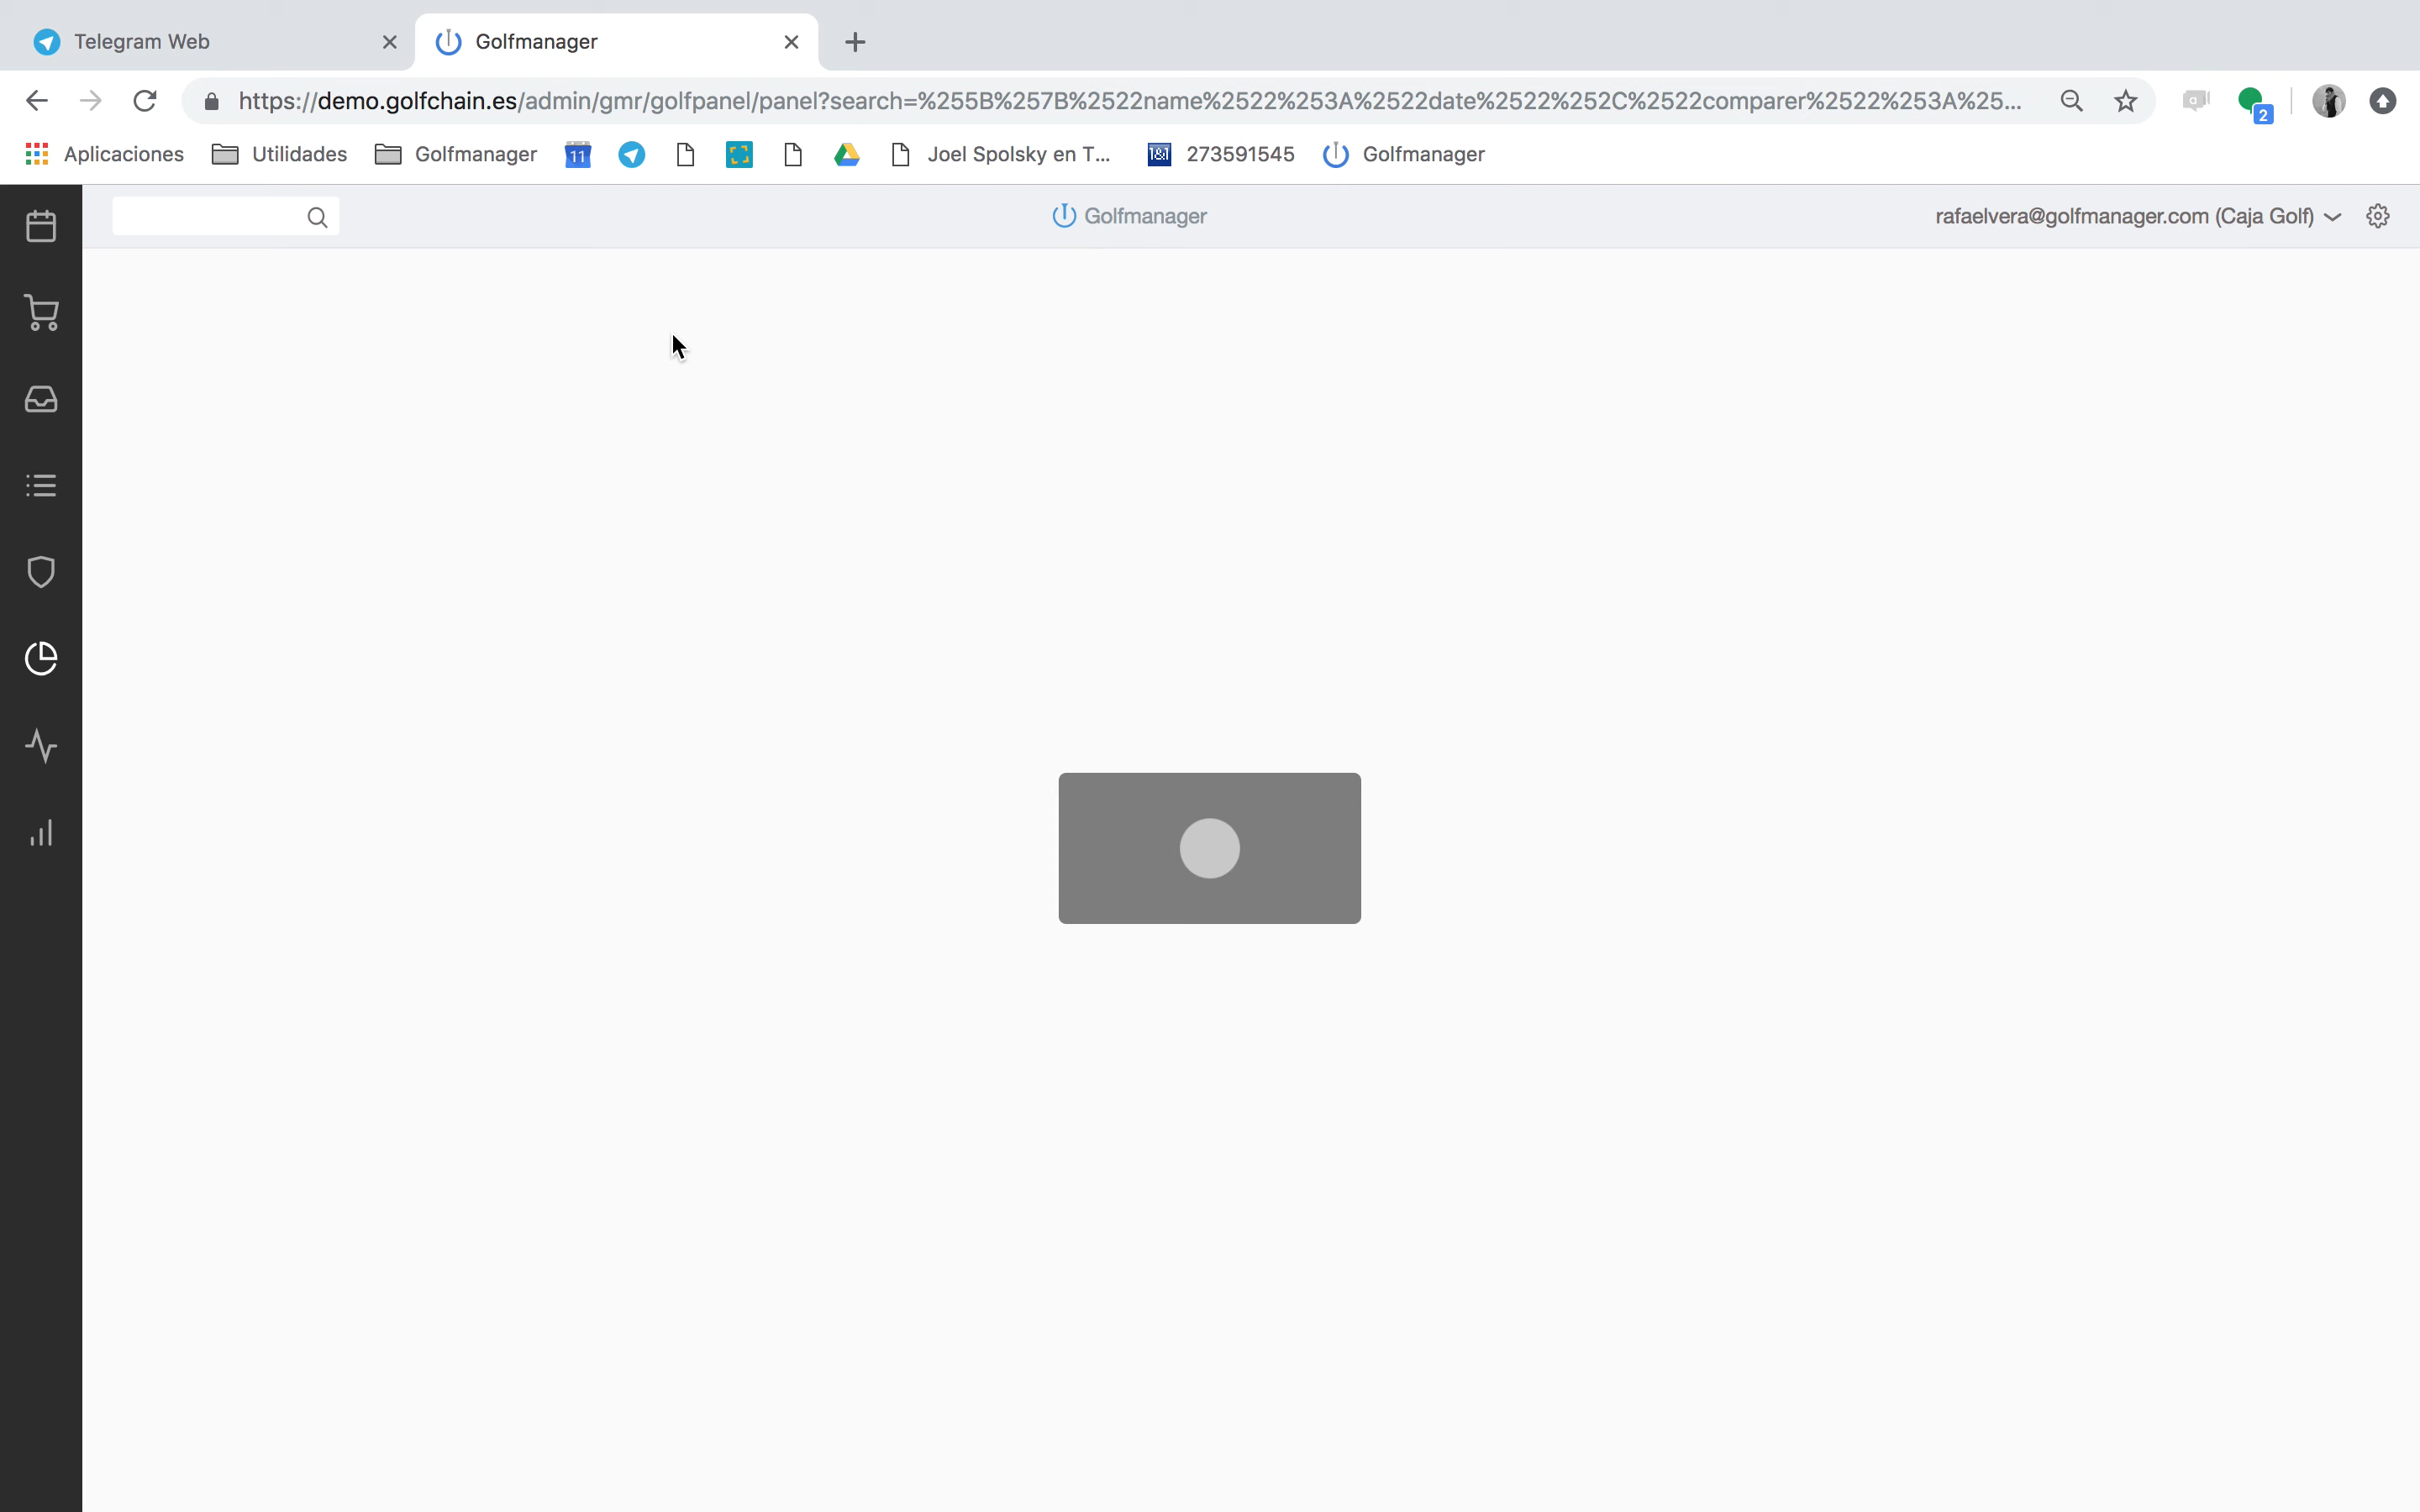 Telegram Web
Golfmanager
https://demo.golfchain.es/admin/gmr/golfpanel/panel?search=%255B%257B%2522name%2522%253A%2522date%2522%252C%2522comparer%2522%253A%25...
2
Aplicaciones
Utilidades
Golfmanager
11
Joel Spolsky en T...
1&1
273591545
Golfmanager
Golfmanager
rafaelvera@golfmanager.com (Caja Golf)